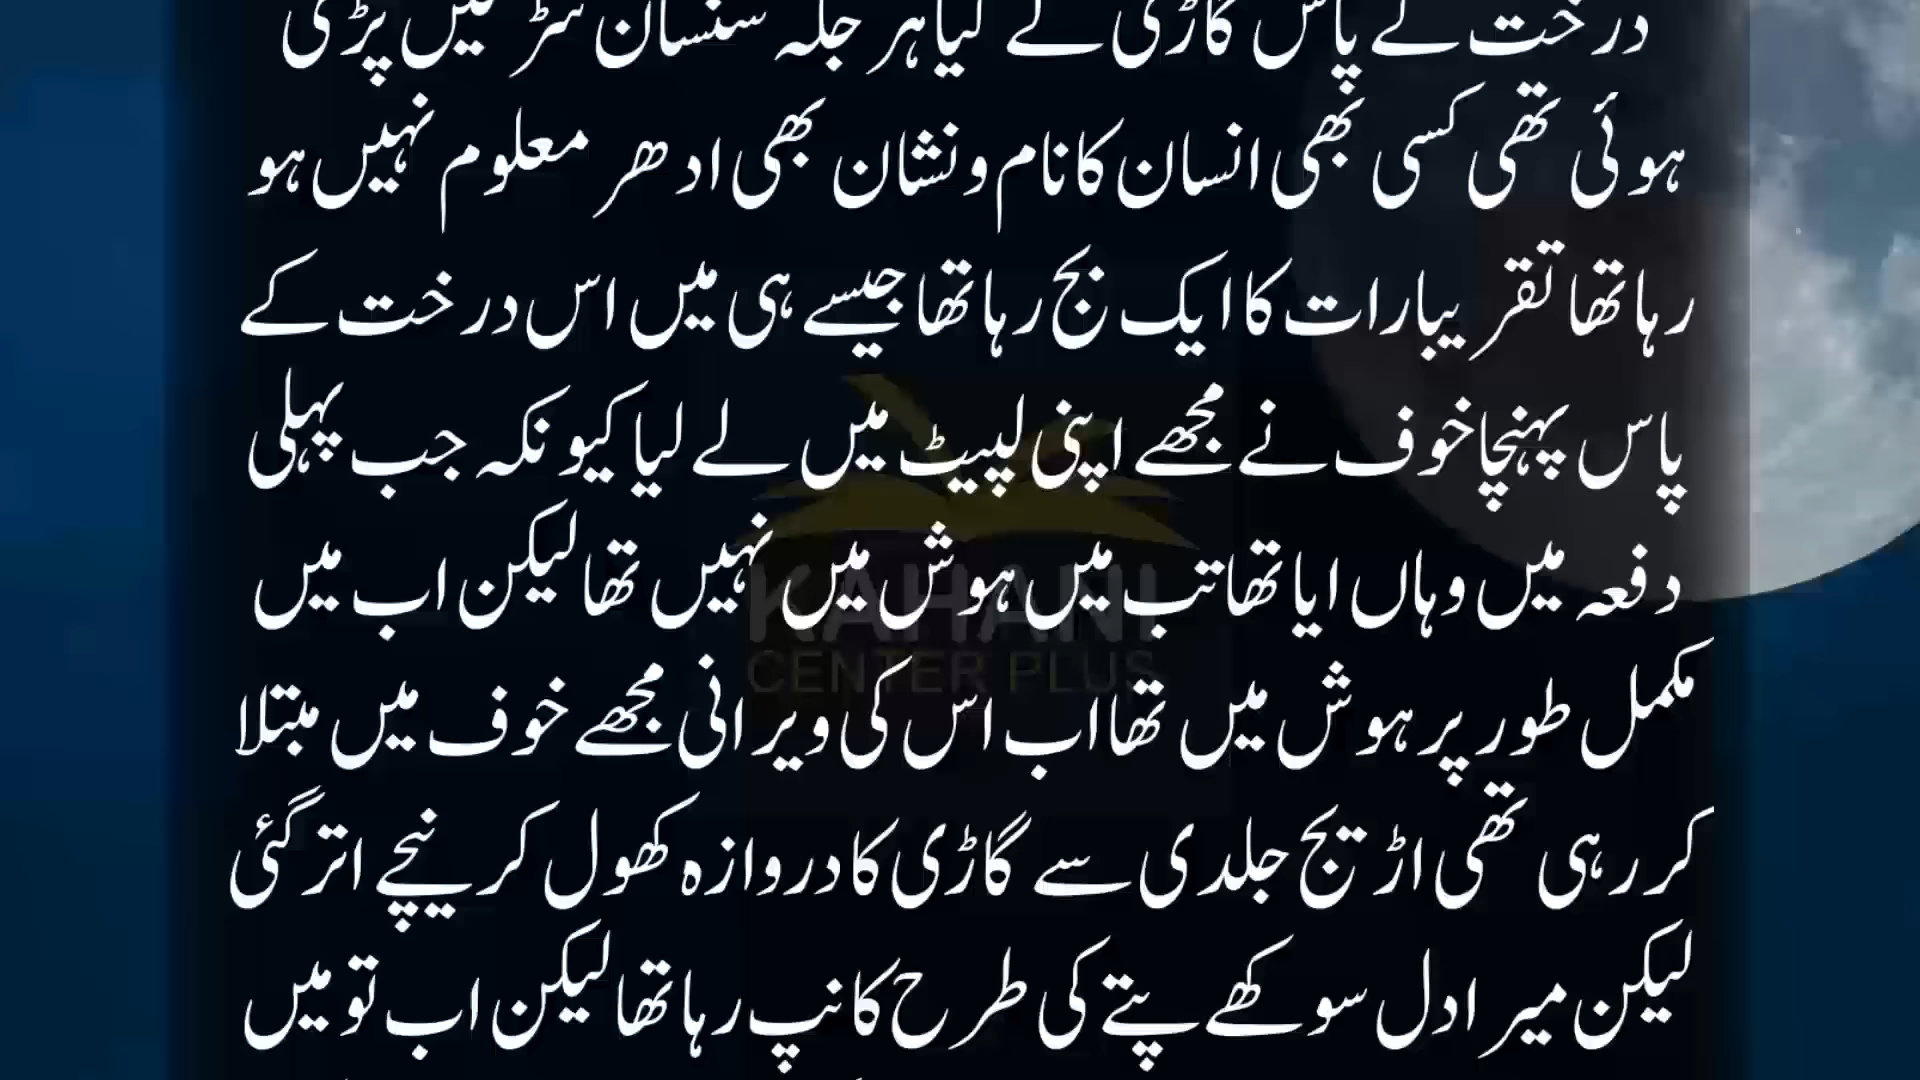 درخت کے پاس گاڑی لے گیا ہر جگہ سنسان سڑکیں پڑی
ہوئی تھی کسی بھی انسان کا نام و نشان بھی ادھر معلوم نہیں ہو
رہا تھا تقریبا رات کا ایک بج رہا تھا جیسے ہی میں اس درخت کے
پاس پہنچا خوف نے مجھے اپنی لپیٹ میں لے لیا کیونکہ جب پہلی
دفعہ میں وہاں ایا تھا تب میں ہوش میں نہیں تھا لیکن اب میں
مکمل طور پر ہوش میں تھا اب اس کی ویرانی مجھے خوف میں مبتلا
کر رہی تھی اڑیج جلدی سے گاڑی کا دروازہ کھول کر نیچے اتر گئی
لیکن میرا دل سوکھے پتے کی طرح کانپ رہا تھا لیکن اب تو میں
KAHANI
CENTER PLUS